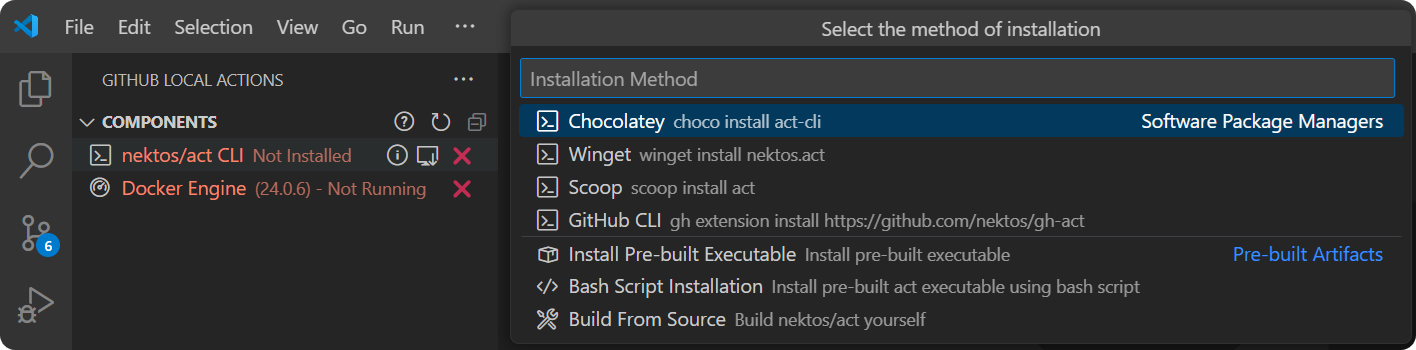 File Edit Selection View Go Run ···
GITHUB LOCAL ACTIONS ···
COMPONENTS
nektos/act CLI Not Installed
Docker Engine (24.0.6) - Not Running
6
Select the method of installation
Installation Method
Chocolatey choco install act-cli Software Package Managers
Winget winget install nektos.act
Scoop scoop install act
GitHub CLI gh extension install https://github.com/nektos/gh-act
Install Pre-built Executable Install pre-built executable Pre-built Artifacts
Bash Script Installation Install pre-built act executable using bash script
Build From Source Build nektos/act yourself